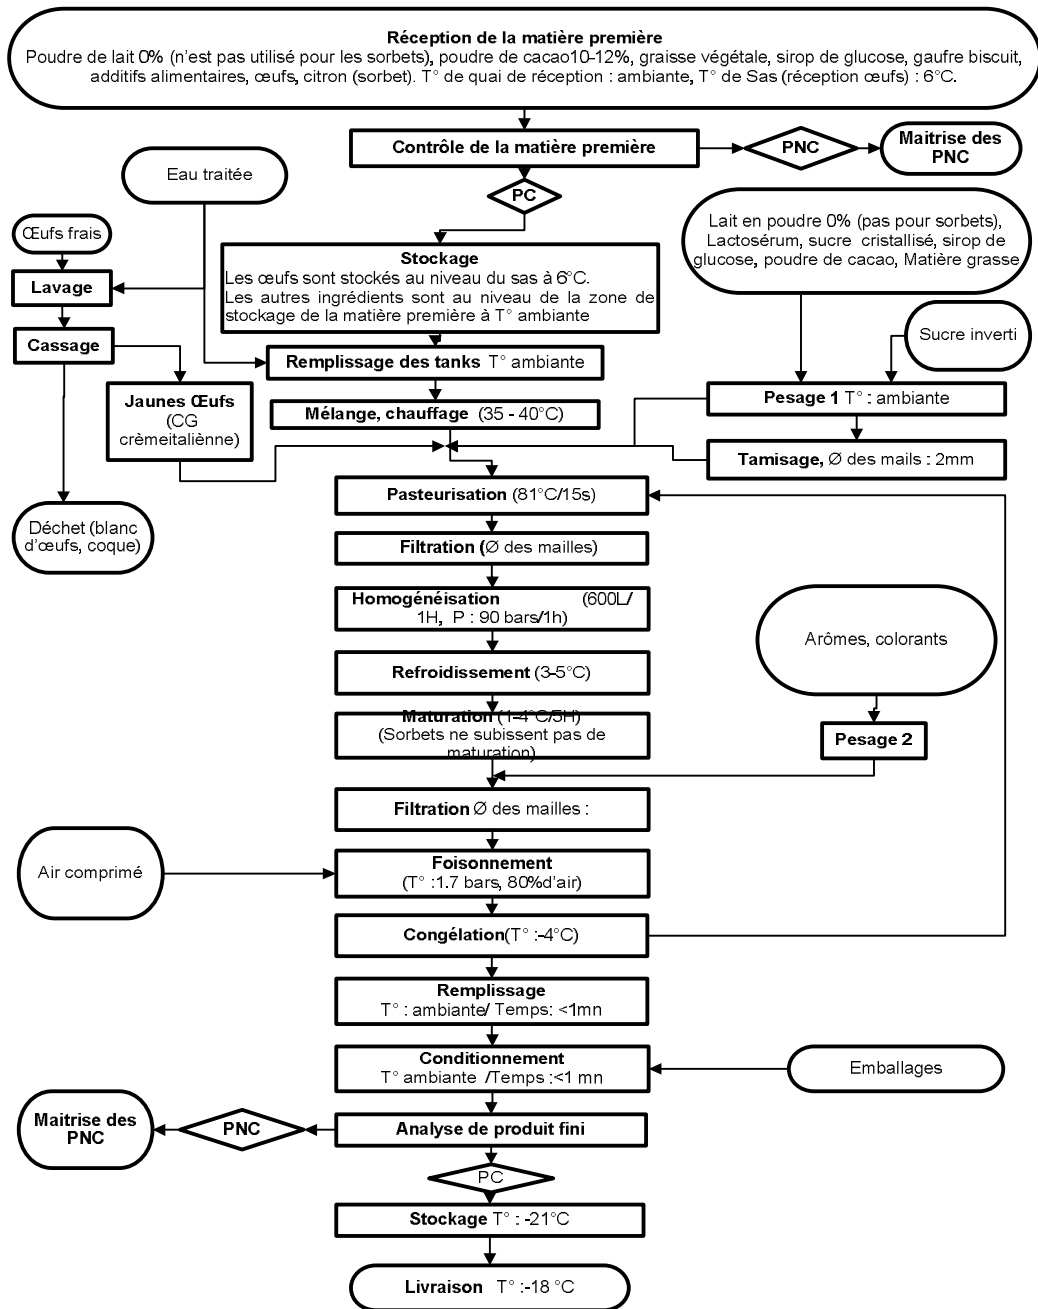 Réception de la matière première
Poudre de lait 0% (n'est pas utilisé pour les sorbets), poudre de cacao10-12%, graisse végétale, sirop de glucose, gaufre biscuit,
additifs alimentaires, œufs, citron (sorbet). T° de quai de réception : ambiante, T° de Sas (réception œufs) : 6°C.
Contrôle de la matière première
PNC
Maitrise des
PNC
PC
Eau traitée
Œufs frais
Lavage
Cassage
Jaunes Œufs
(CG
crèmeitaliènne)
Déchet (blanc
d'œufs, coque)
Stockage
Les œufs sont stockés au niveau du sas à 6°C.
Les autres ingrédients sont au niveau de la zone de
stockage de la matière première à T° ambiante
Lait en poudre 0% (pas pour sorbets),
Lactosérum, sucre cristallisé, sirop de
glucose, poudre de cacao, Matière grasse
Sucre inverti
Remplissage des tanks T° ambiante
Pesage 1 T° : ambiante
Mélange, chauffage (35 - 40°C)
Tamisage, Ø des mails : 2mm
Pasteurisation (81°C/15s)
Filtration (Ø des mailles)
Homogénéisation (600L/
1H, P : 90 bars/1h)
Refroidissement (3-5°C)
Maturation (1-4°C/5H)
(Sorbets ne subissent pas de
maturation)
Arômes, colorants
Pesage 2
Filtration Ø des mailles :
Air comprimé
Foisonnement
(T° :1.7 bars, 80%d'air)
Congélation(T° :-4°C)
Remplissage
T° : ambiante/ Temps: <1mn
Conditionnement
T° ambiante /Temps :<1 mn
Emballages
Analyse de produit fini
PNC
Maitrise des
PNC
PC
Stockage T° : -21°C
Livraison T° :-18 °C